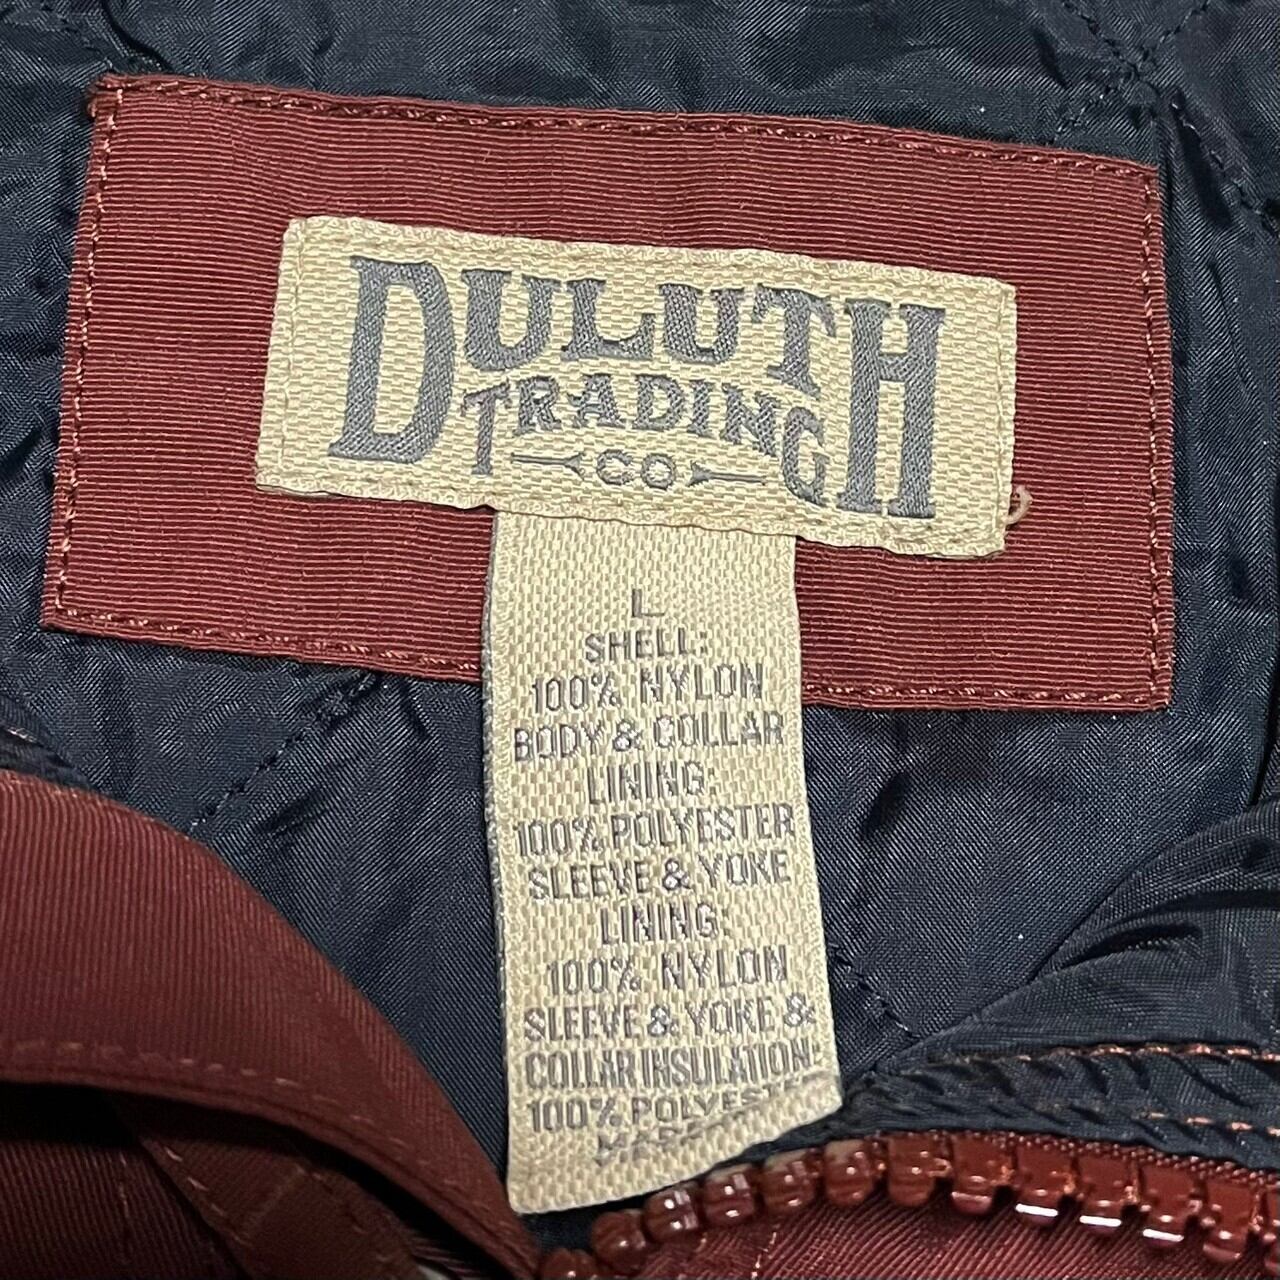 DULUTH
TRADING
CO
L
SHELL:
100% NYLON
BODY & COLLAR
LINING:
100% POLYESTER
SLEEVE & YOKE
LINING:
100% NYLON
SLEEVE & YOKE &
COLLAR INSULATION:
100%